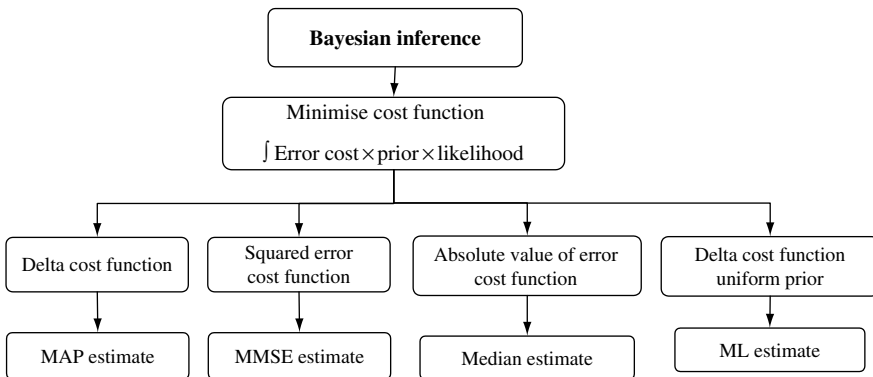 Bayesian inference
Minimise cost function
∫ Error cost×prior×likelihood
Delta cost function
Squared error
cost function
Absolute value of error
cost function
Delta cost function
uniform prior
MAP estimate
MMSE estimate
Median estimate
ML estimate